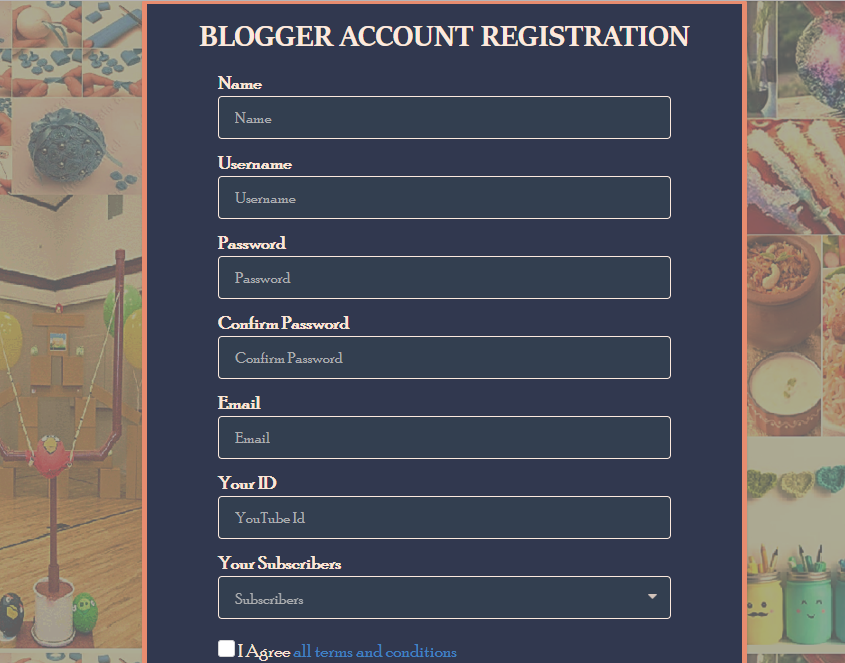 BLOGGER ACCOUNT REGISTRATION
Name
Name
Username
Username
Password
Password
Confirm Password
Confirm Password
Email
Email
Your ID
YouTube Id
Your Subscribers
Subscribers
I Agree all terms and conditions